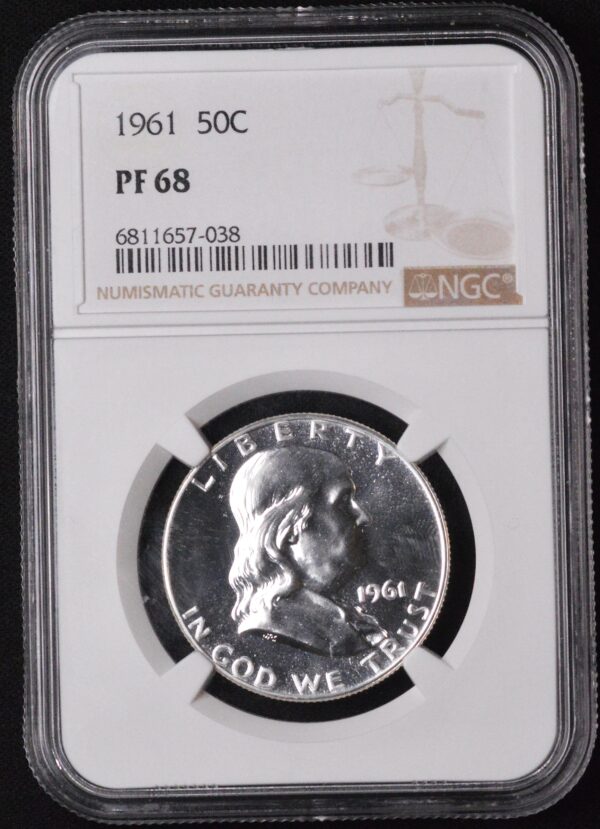 1961 50C
PF 68
6811657-038
NUMISMATIC GUARANTY COMPANY NGC®
LIBERTY
1961
IN GOD WE TRUST